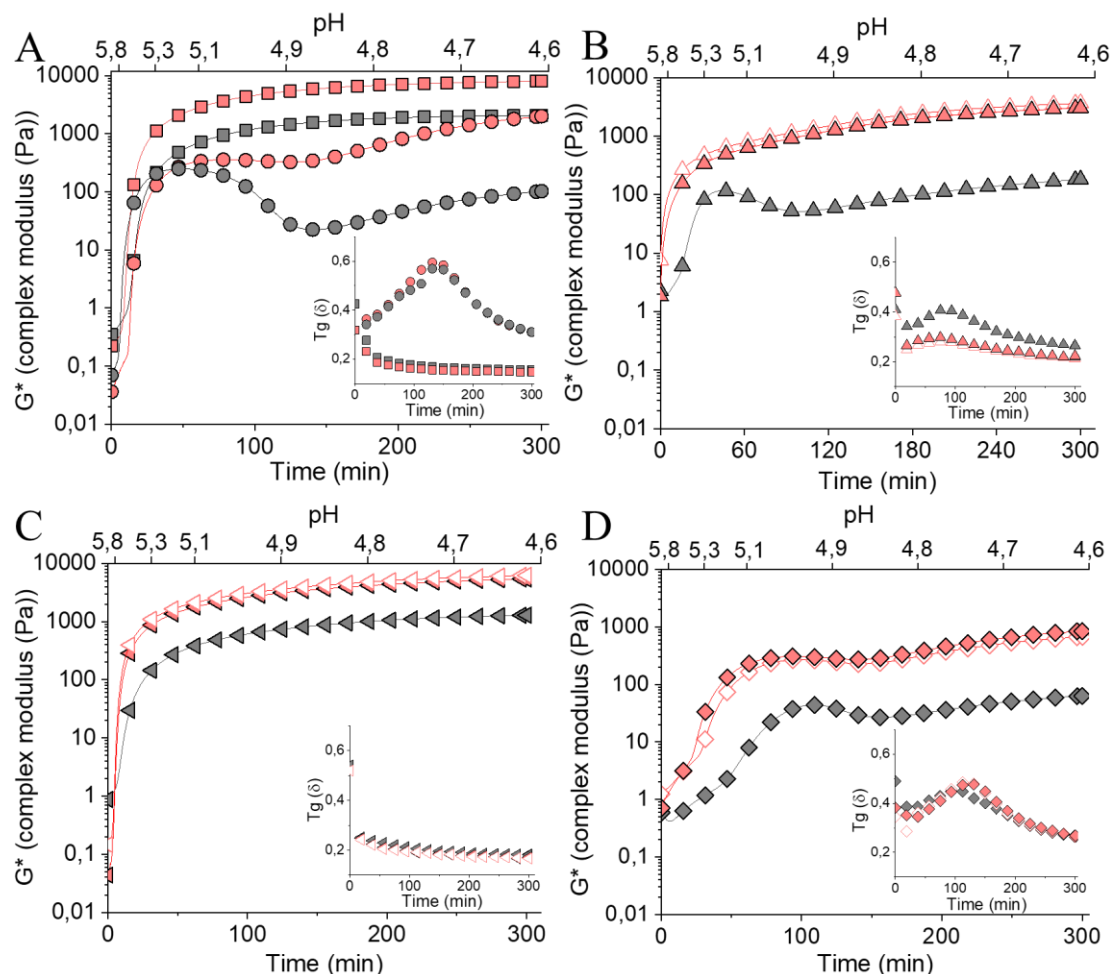 A
pH
5,8 5,3 5,1 4,9 4,8 4,7 4,6
G* (complex modulus (Pa))
10000
1000
100
10
1
0,1
0,01
0 100 200 300
Time (min)
Tg (δ)
0,6
0,4
0,2
0 100 200 300
Time (min)
B
pH
5,8 5,3 5,1 4,9 4,8 4,7 4,6
G* (complex modulus (Pa))
10000
1000
100
10
1
0,1
0,01
0 60 120 180 240 300
Time (min)
Tg (δ)
0,6
0,4
0,2
0 100 200 300
Time (min)
C
pH
5,8 5,3 5,1 4,9 4,8 4,7 4,6
G* (complex modulus (Pa))
10000
1000
100
10
1
0,1
0,01
0 100 200 300
Time (min)
Tg (δ)
0,6
0,4
0,2
0 100 200 300
Time (min)
D
pH
5,8 5,3 5,1 4,9 4,8 4,7 4,6
G* (complex modulus (Pa))
10000
1000
100
10
1
0,1
0,01
0 100 200 300
Time (min)
Tg (δ)
0,6
0,4
0,2
0 100 200 300
Time (min)